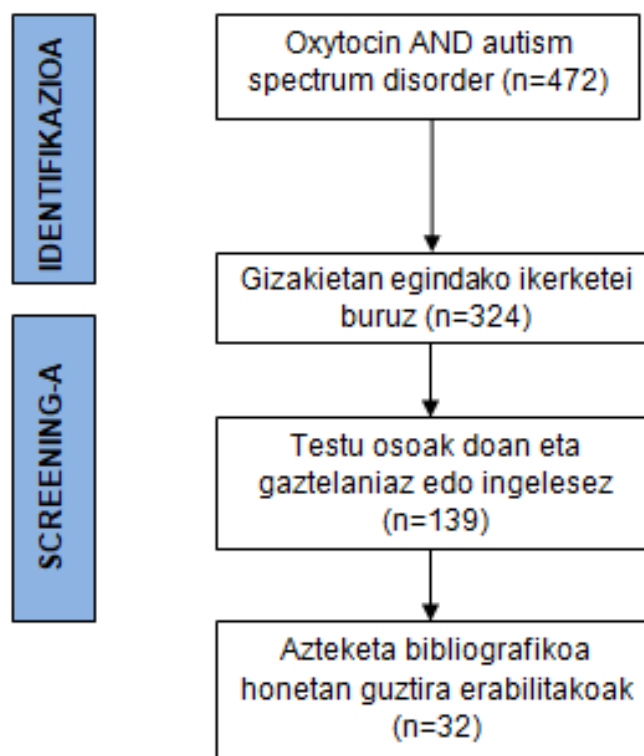 IDENTIFIKAZIOA
Oxytocin AND autism
spectrum disorder (n=472)
Gizakietan egindako ikerketei
buruz (n=324)
SCREENING-A
Testu osoak doan eta
gaztelaniaz edo ingelesez
(n=139)
Azteketa bibliografikoa
honetan guztira erabilitakoak
(n=32)